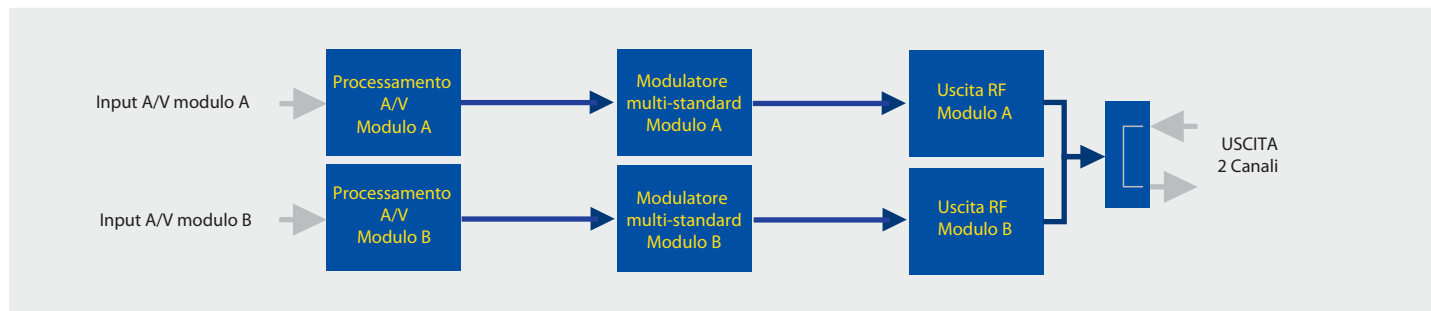 Input A/V modulo A
Processamento
A/V
Modulo A
Modulatore
multi-standard
Modulo A
Uscita RF
Modulo A
USCITA
2 Canali
Input A/V modulo B
Processamento
A/V
Modulo B
Modulatore
multi-standard
Modulo B
Uscita RF
Modulo B